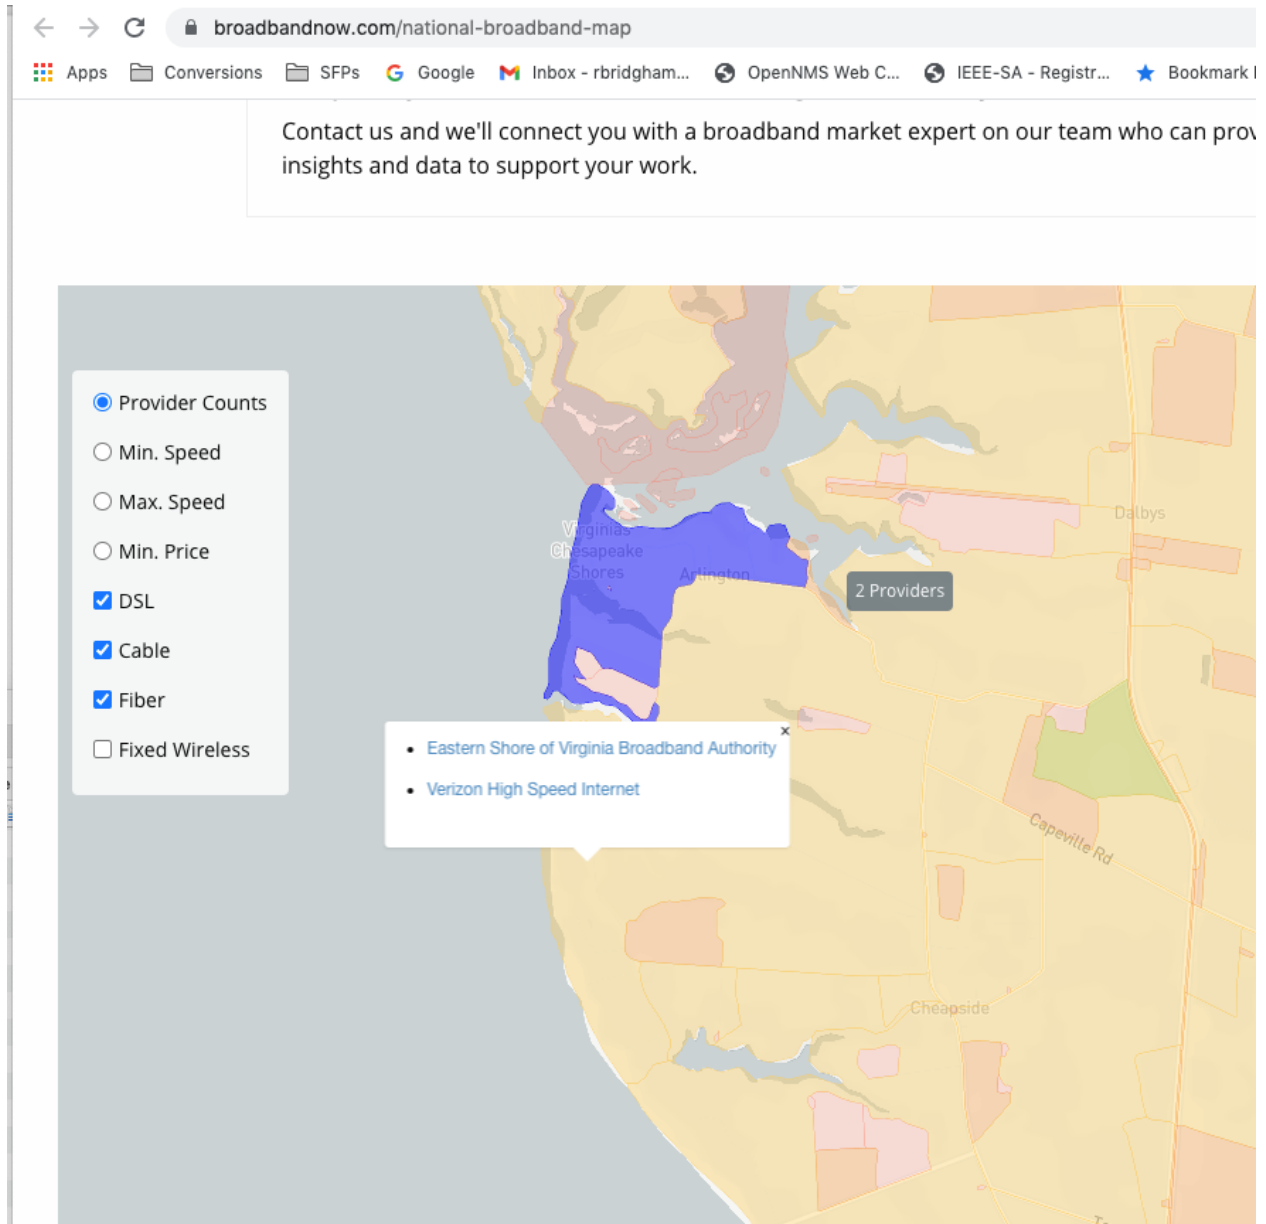 broadbandnow.com/national-broadband-map
Apps Conversions SFPs Google Inbox - rbridgham... OpenNMS Web C... IEEE-SA - Registr... Bookmark
Contact us and we'll connect you with a broadband market expert on our team who can prov
insights and data to support your work.
Provider Counts
Min. Speed
Max. Speed
Min. Price
DSL
Cable
Fiber
Fixed Wireless
Dalbys
Virginias
Chesapeake
Shores
Arlington
2 Providers
x
• Eastern Shore of Virginia Broadband Authority
• Verizon High Speed Internet
Capeville Rd
Cheapside